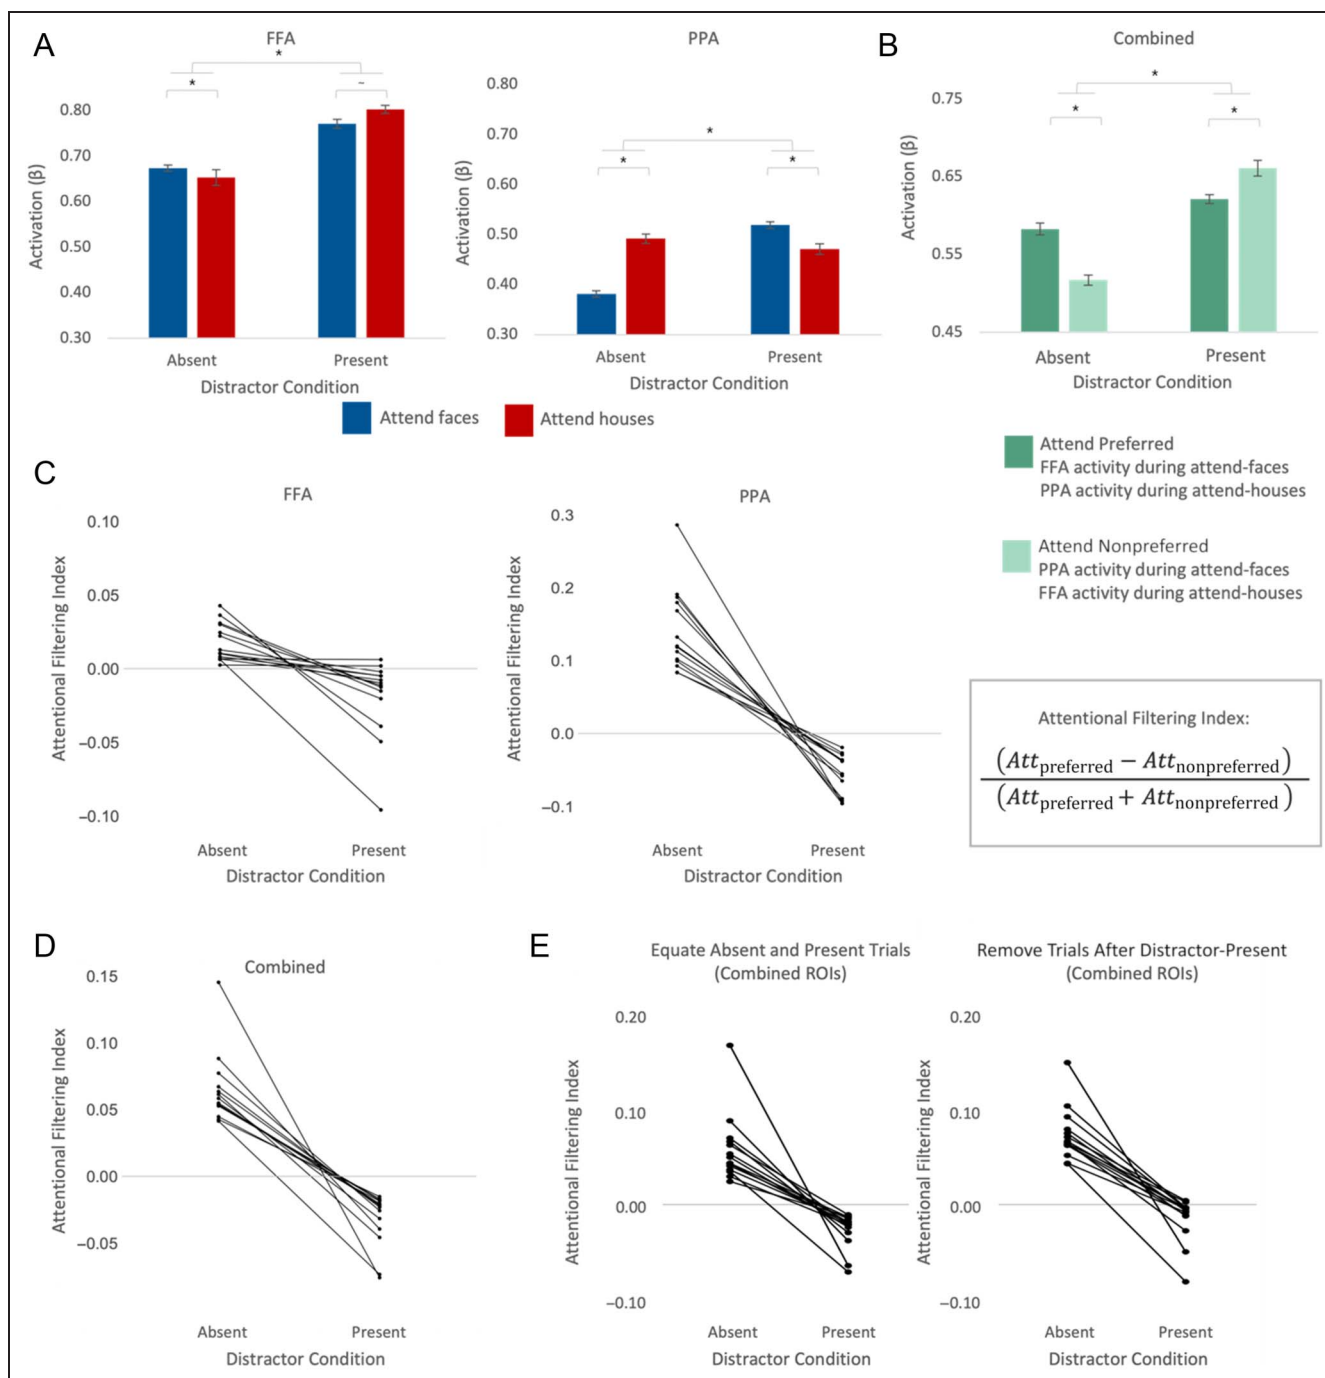 A
FFA
*
*
–
Activation (β)
0.80
0.70
0.60
0.50
0.40
0.30
Absent
Present
Distractor Condition
PPA
*
*
*
Activation (β)
0.80
0.70
0.60
0.50
0.40
0.30
Absent
Present
Distractor Condition
Attend faces
Attend houses
B
Combined
*
*
*
Activation (β)
0.75
0.65
0.55
0.45
Absent
Present
Distractor Condition
Attend Preferred
FFA activity during attend-faces
PPA activity during attend-houses
Attend Nonpreferred
PPA activity during attend-faces
FFA activity during attend-houses
C
FFA
Attentional Filtering Index
0.10
0.05
0.00
–0.05
–0.10
Absent
Present
Distractor Condition
PPA
Attentional Filtering Index
0.3
0.2
0.1
0.0
–0.1
Absent
Present
Distractor Condition
Attentional Filtering Index:
(Att preferred − Att nonpreferred)
(Att preferred + Att nonpreferred)
D
Combined
Attentional Filtering Index
0.15
0.10
0.05
0.00
–0.05
Absent
Present
Distractor Condition
E
Equate Absent and Present Trials
(Combined ROIs)
Attentional Filtering Index
0.20
0.10
0.00
–0.10
Absent
Present
Distractor Condition
Remove Trials After Distractor-Present
(Combined ROIs)
Attentional Filtering Index
0.20
0.10
0.00
–0.10
Absent
Present
Distractor Condition